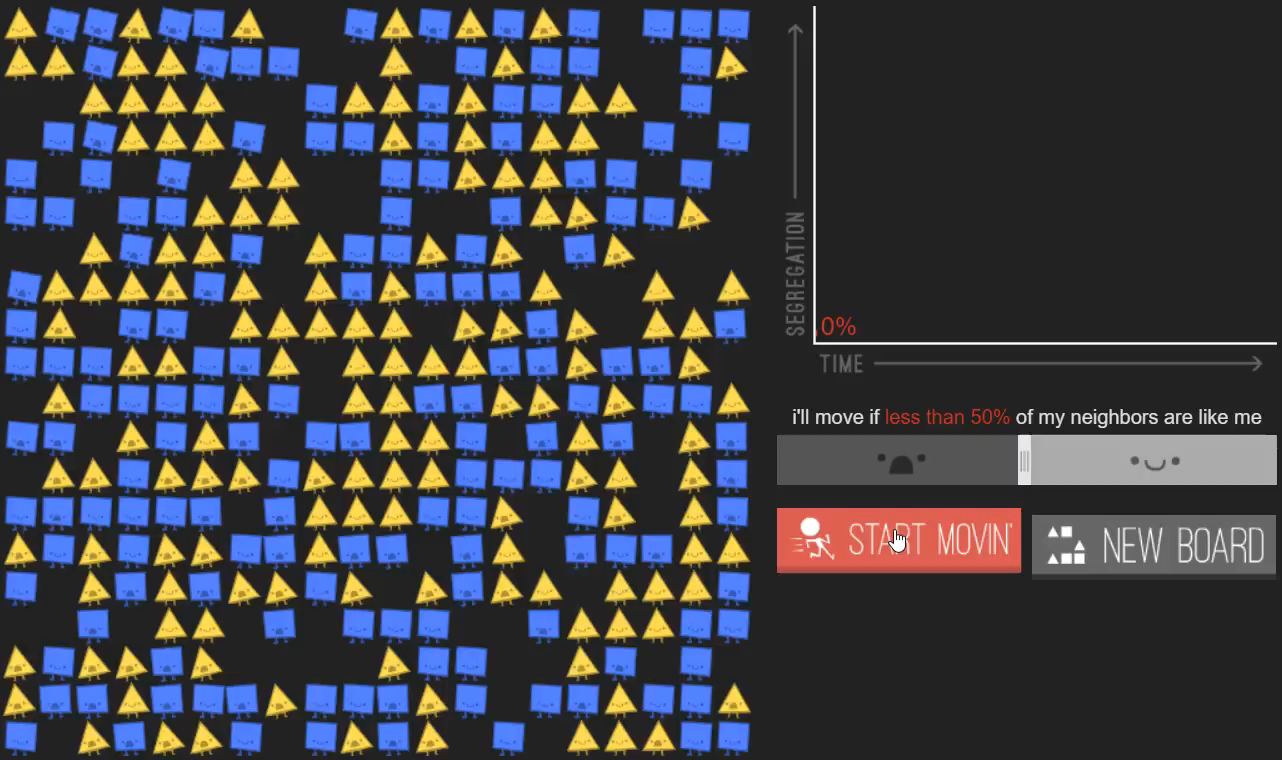 SEGREGATION
0%
TIME
i'll move if less than 50% of my neighbors are like me
START MOVIN'
NEW BOARD